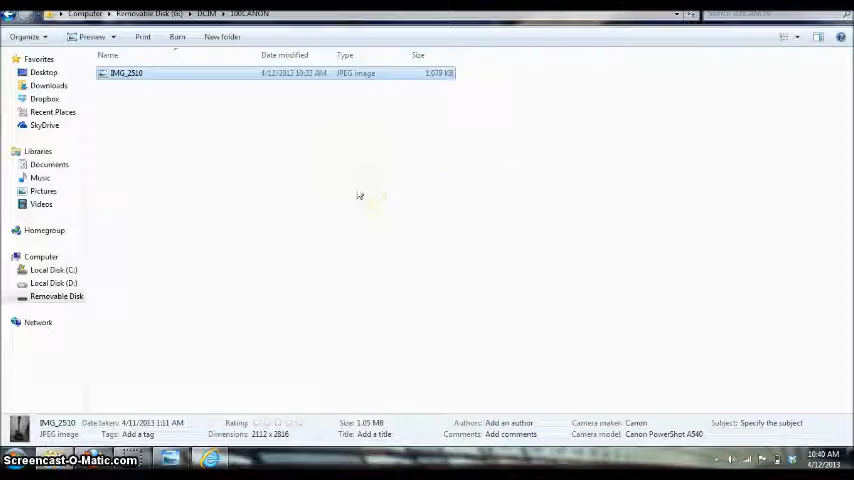 Computer ▸ Removable Disk (G:) ▸ DCIM ▸ 100CANON
Search 100CANON
Organize Preview Print Burn New folder
Name Date modified Type Size
IMG_2510 4/12/2013 10:33 AM JPEG image 1,079 KB
Favorites
Desktop
Downloads
Dropbox
Recent Places
SkyDrive
Libraries
Documents
Music
Pictures
Videos
Homegroup
Computer
Local Disk (C:)
Local Disk (D:)
Removable Disk
Network
IMG_2510 Date taken: 4/11/2013 1:11 AM Rating: Size: 1.05 MB Authors: Add an author Camera maker: Canon Subject: Specify the subject
JPEG image Tags: Add a tag Dimensions: 2112 x 2816 Title: Add a title Comments: Add comments Camera model: Canon PowerShot A540
Screencast-O-Matic.com
10:40 AM
4/12/2013